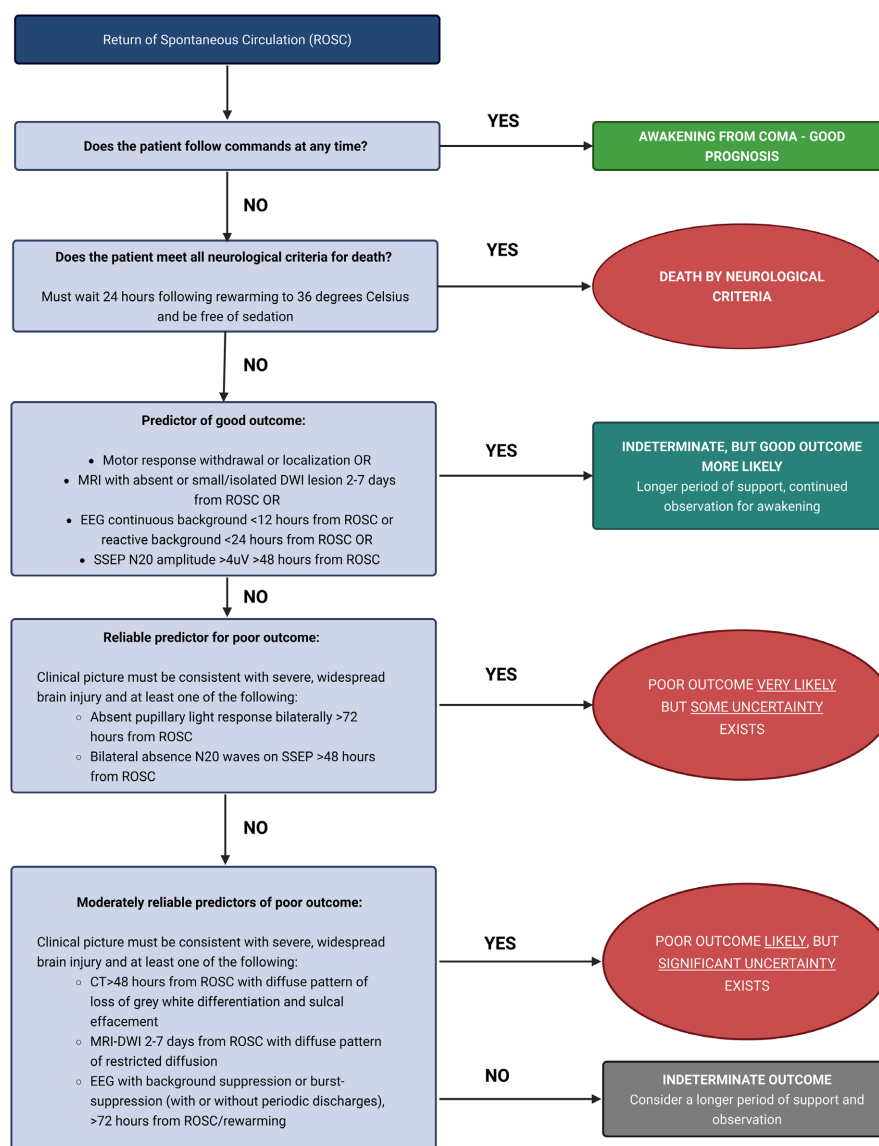 Return of Spontaneous Circulation (ROSC)
Does the patient follow commands at any time?
YES
AWAKENING FROM COMA - GOOD
PROGNOSIS
NO
Does the patient meet all neurological criteria for death?
Must wait 24 hours following rewarming to 36 degrees Celsius
and be free of sedation
YES
DEATH BY NEUROLOGICAL
CRITERIA
NO
Predictor of good outcome:
• Motor response withdrawal or localization OR
• MRI with absent or small/isolated DWI lesion 2-7 days
from ROSC OR
• EEG continuous background <12 hours from ROSC or
reactive background <24 hours from ROSC OR
• SSEP N20 amplitude >4uV >48 hours from ROSC
YES
INDETERMINATE, BUT GOOD OUTCOME
MORE LIKELY
Longer period of support, continued
observation for awakening
NO
Reliable predictor for poor outcome:
Clinical picture must be consistent with severe, widespread
brain injury and at least one of the following:
○ Absent pupillary light response bilaterally >72
hours from ROSC
○ Bilateral absence N20 waves on SSEP >48 hours
from ROSC
YES
POOR OUTCOME VERY LIKELY
BUT SOME UNCERTAINTY
EXISTS
NO
Moderately reliable predictors of poor outcome:
Clinical picture must be consistent with severe, widespread
brain injury and at least one of the following:
○ CT>48 hours from ROSC with diffuse pattern of
loss of grey white differentiation and sulcal
effacement
○ MRI-DWI 2-7 days from ROSC with diffuse pattern
of restricted diffusion
○ EEG with background suppression or burst-
suppression (with or without periodic discharges),
>72 hours from ROSC/rewarming
YES
POOR OUTCOME LIKELY, BUT
SIGNIFICANT UNCERTAINTY
EXISTS
NO
INDETERMINATE OUTCOME
Consider a longer period of support and
observation